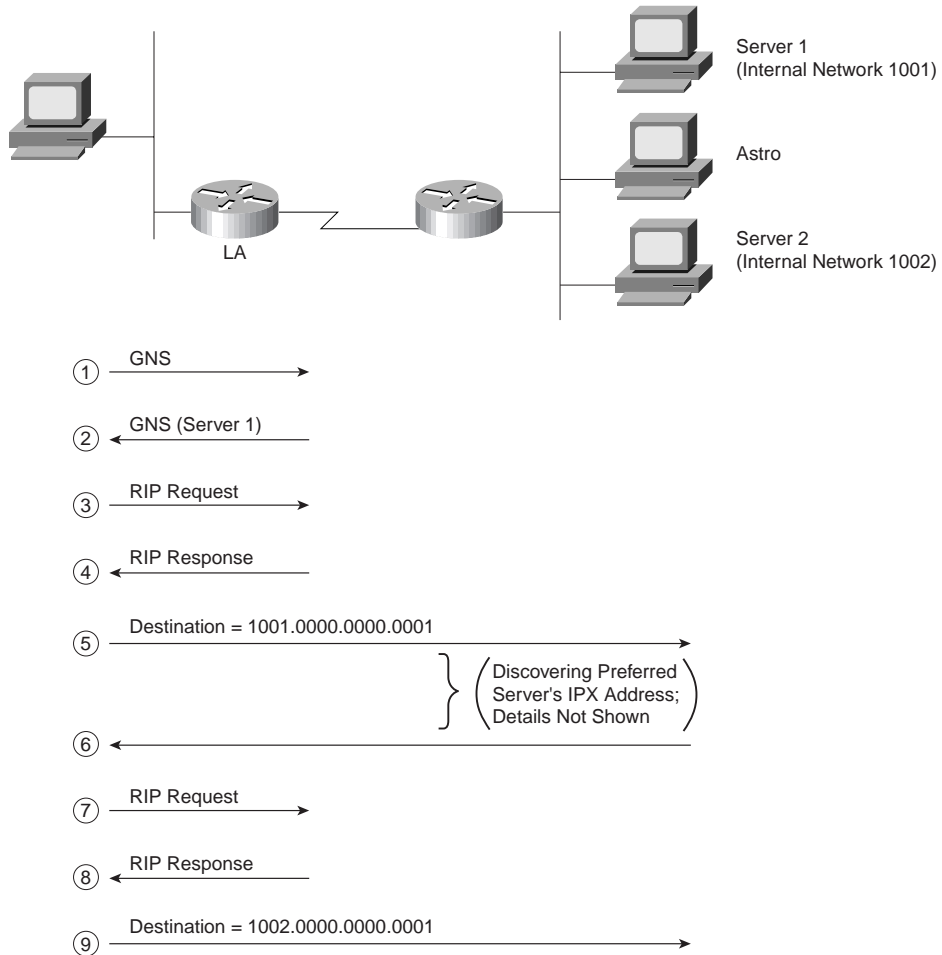 Server 1
(Internal Network 1001)
Astro
Server 2
(Internal Network 1002)
LA
1 GNS
2 GNS (Server 1)
3 RIP Request
4 RIP Response
5 Destination = 1001.0000.0000.0001
Discovering Preferred
Server's IPX Address;
Details Not Shown
6
7 RIP Request
8 RIP Response
9 Destination = 1002.0000.0000.0001